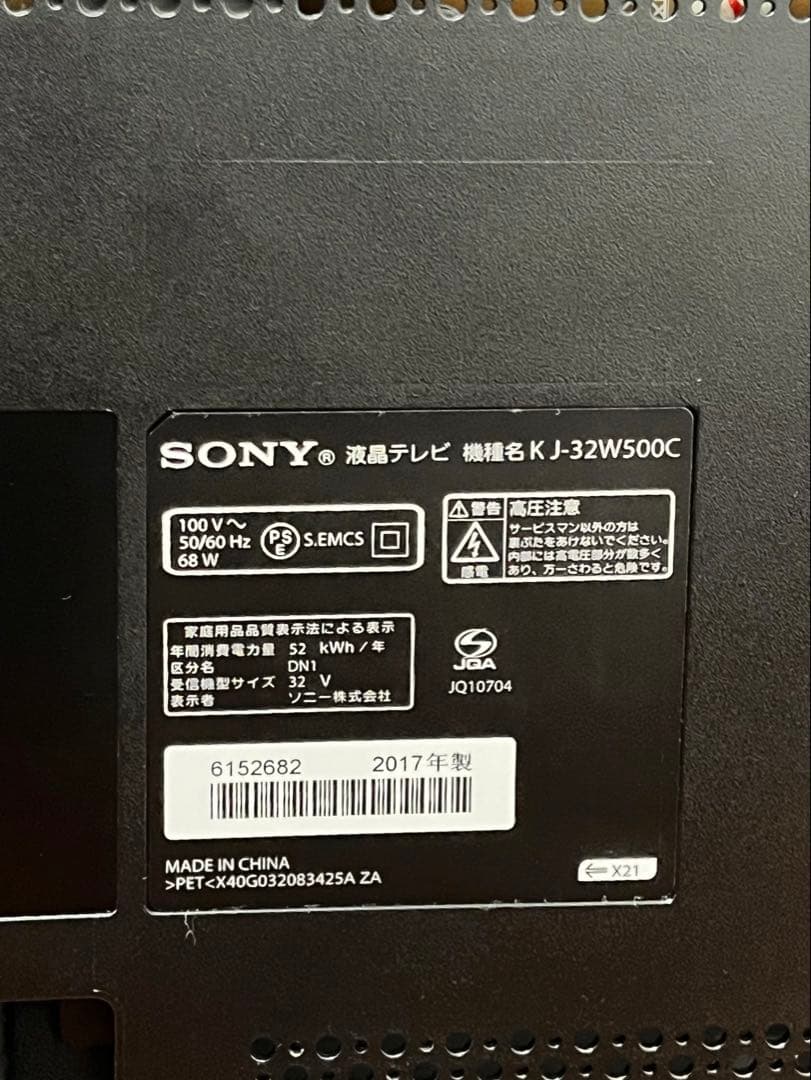 SONY® 液晶テレビ 機種名 KJ-32W500C
100 V～
50/60 Hz
68 W
PS
E
S.EMCS
警告
感電
高圧注意
サービスマン以外の方は
裏ぶたをあけないでください。
内部には高電圧部分が数多く
あり、万一さわると危険です。
家庭用品品質表示法による表示
年間消費電力量 52 kWh/年
区分名 DN1
受信機型サイズ 32 V
表示者 ソニー株式会社
JQA
JQ10704
6152682 2017年製
MADE IN CHINA
>PET<X40G032083425A ZA
⇐ X21